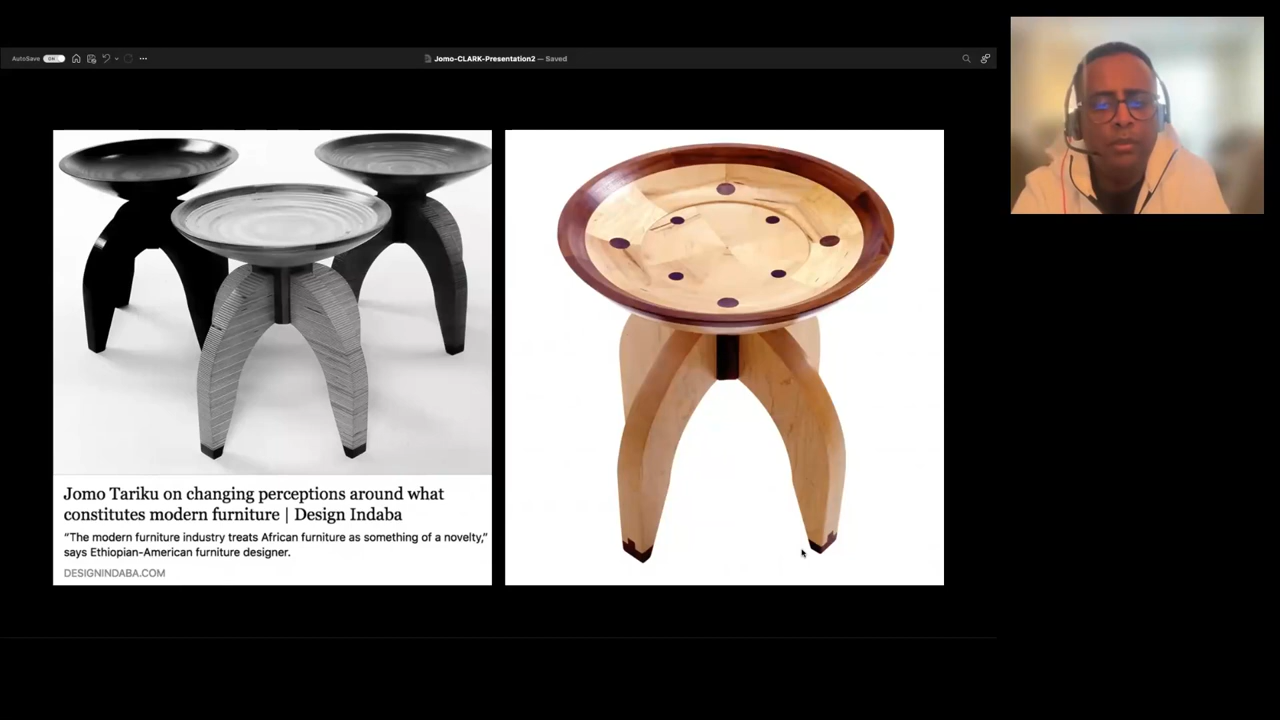 AutoSave ON
Jomo-CLARK-Presentation2 — Saved
Jomo Tariku on changing perceptions around what
constitutes modern furniture | Design Indaba
“The modern furniture industry treats African furniture as something of a novelty,”
says Ethiopian-American furniture designer.
DESIGNINDABA.COM